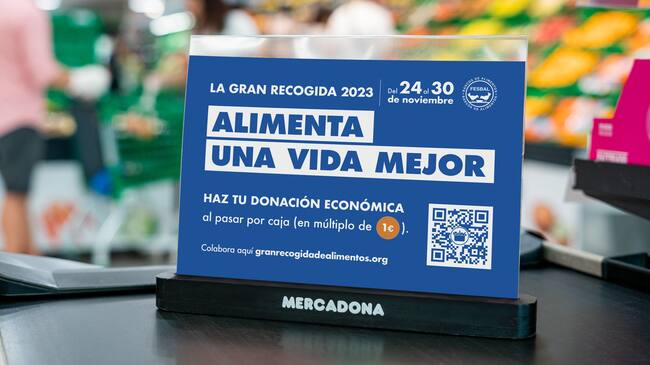 LA GRAN RECOGIDA 2023
Del 24 al 30
de noviembre
FESBAL
ALIMENTA
UNA VIDA MEJOR
HAZ TU DONACIÓN ECONÓMICA
al pasar por caja (en múltiplo de 1€).
Colabora aquí granrecogidadealimentos.org
MERCADONA